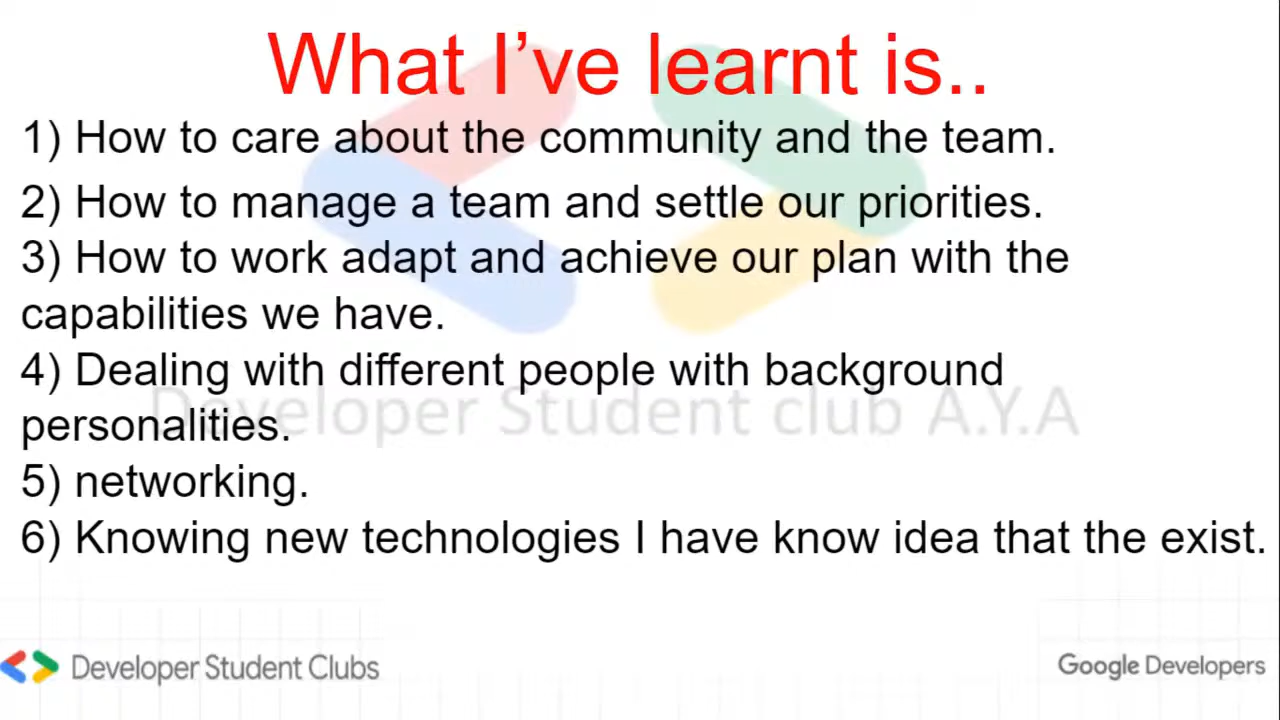 What I’ve learnt is..
1) How to care about the community and the team.
2) How to manage a team and settle our priorities.
3) How to work adapt and achieve our plan with the
capabilities we have.
4) Dealing with different people with background
personalities.
Developer Student club A.Y.A
5) networking.
6) Knowing new technologies I have know idea that the exist.
Developer Student Clubs
Google Developers